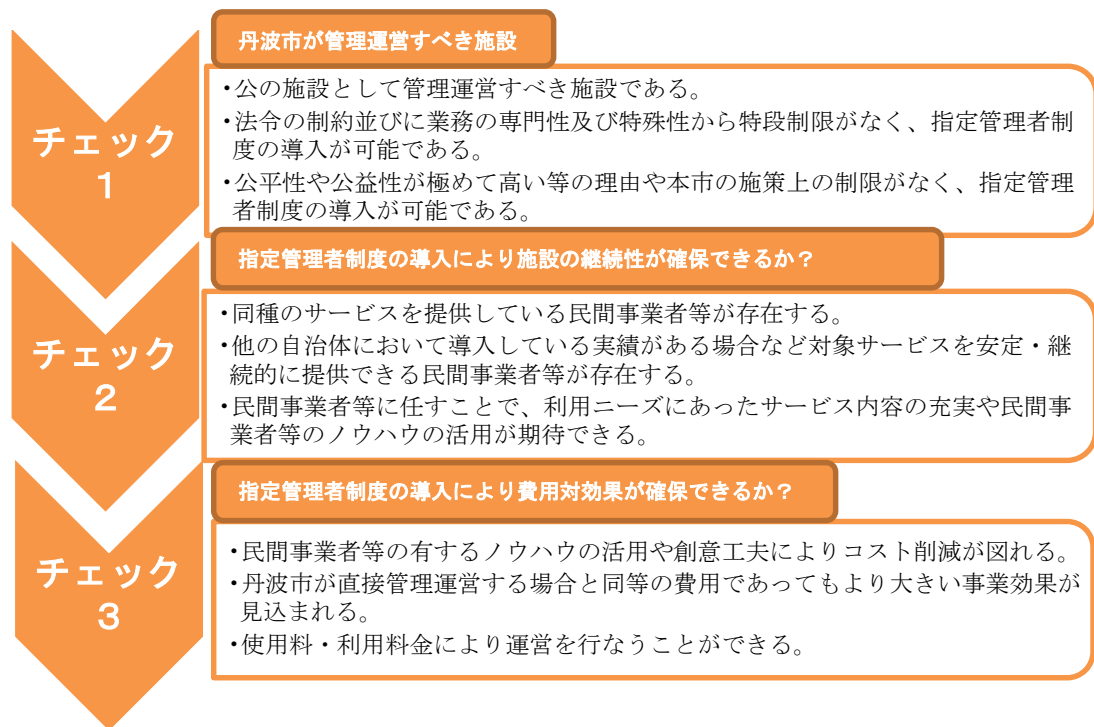 チェック
1
丹波市が管理運営すべき施設
・公の施設として管理運営すべき施設である。
・法令の制約並びに業務の専門性及び特殊性から特段制限がなく、指定管理者制
度の導入が可能である。
・公平性や公益性が極めて高い等の理由や本市の施策上の制限がなく、指定管理
者制度の導入が可能である。
チェック
2
指定管理者制度の導入により施設の継続性が確保できるか？
・同種のサービスを提供している民間事業者等が存在する。
・他の自治体において導入している実績がある場合など対象サービスを安定・継
続的に提供できる民間事業者等が存在する。
・民間事業者等に任すことで、利用ニーズにあったサービス内容の充実や民間事
業者等のノウハウの活用が期待できる。
チェック
3
指定管理者制度の導入により費用対効果が確保できるか？
・民間事業者等の有するノウハウの活用や創意工夫によりコスト削減が図れる。
・丹波市が直接管理運営する場合と同等の費用であってもより大きい事業効果が
見込まれる。
・使用料・利用料金により運営を行なうことができる。